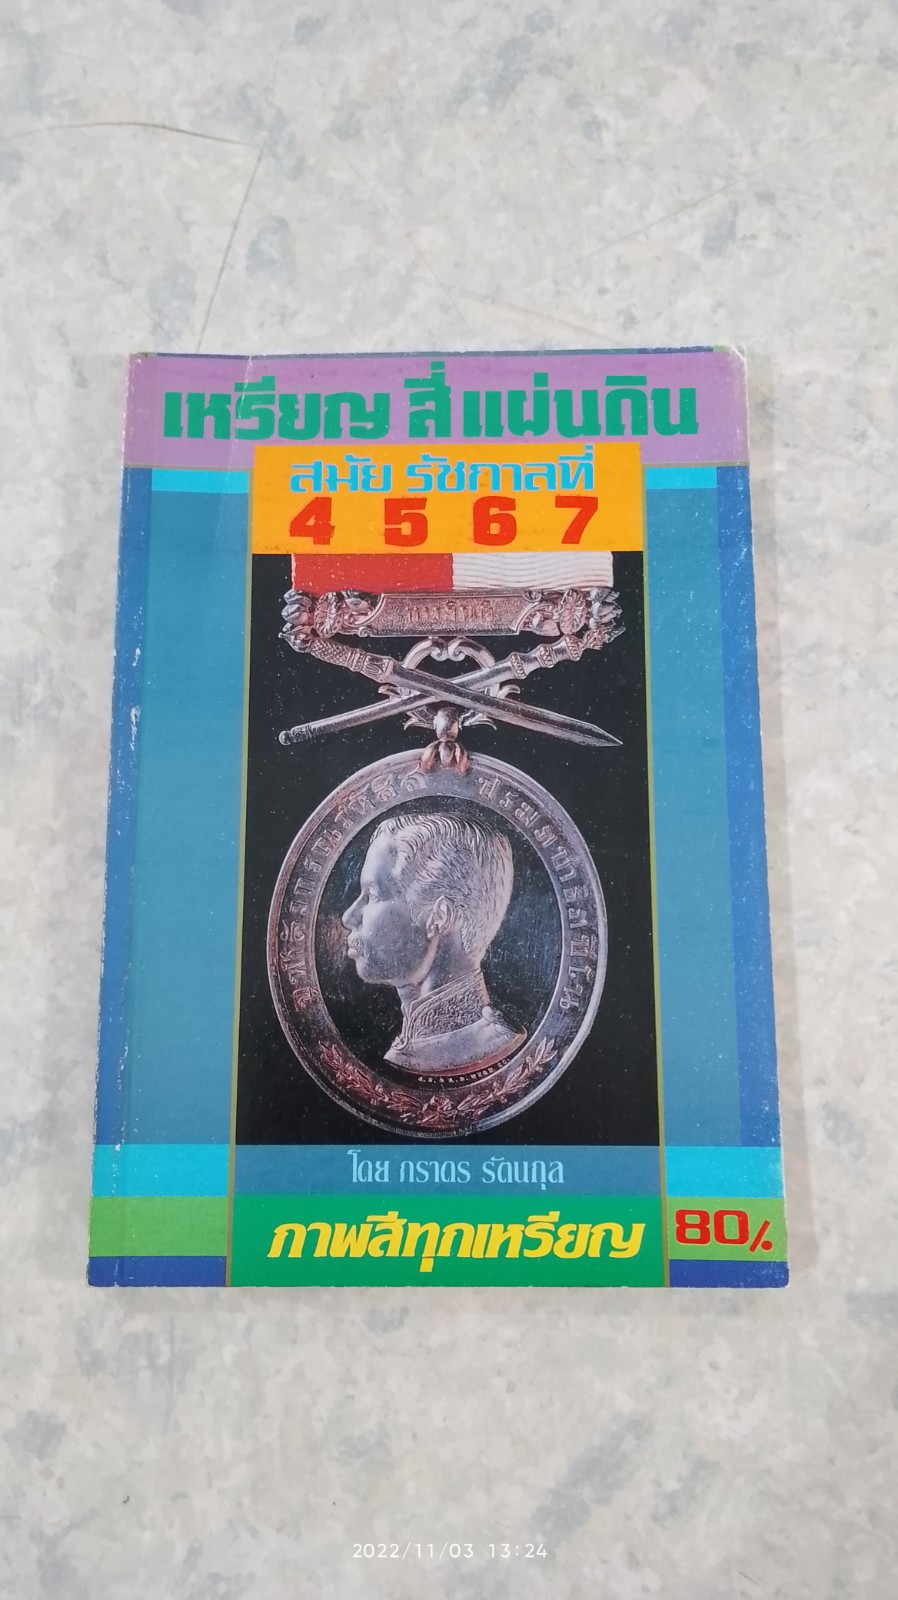 เหรียญ สี่แผ่นดิน
สมัย รัชกาลที่
4 5 6 7
โดย ภราดร รัตนกุล
ภาพสีทุกเหรียญ
80/.
2022/11/03 13:24